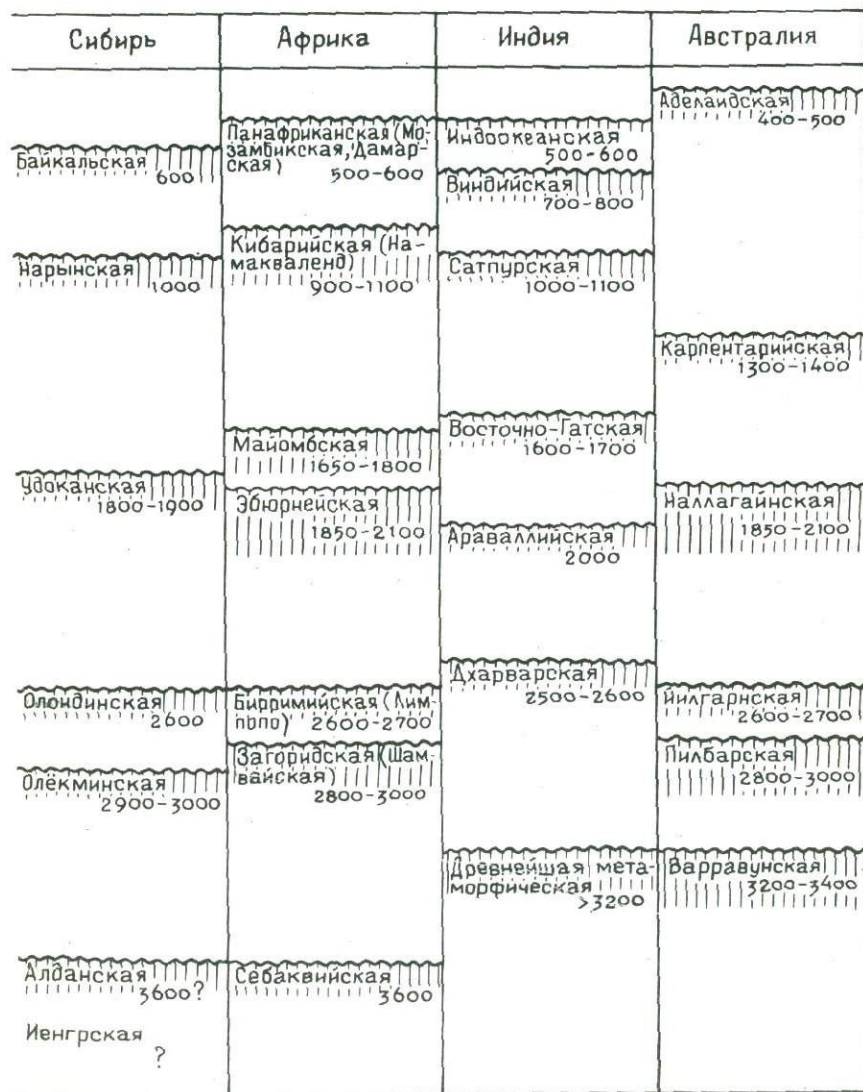 Сибирь
Байкальская
600
Нарынская
1000
Удоканская
1800-1900
Олондинская
2600
Олёкминская
2900-3000
Алданская
3600?
Иенгрская
?
Африка
Панафриканская (Мо-
замбикская, Дамар-
ская) 500-600
Кибарийская (На-
макваленд)
900-1100
Майомбская
1650-1800
Эбюрнейская
1850-2100
Бирримийская (Лим-
попо) 2600-2700
Загоридская (Шам-
вайская)
2800-3000
Себаквийская
3600
Индия
Индоокеанская
500-600
Виндийская
700-800
Сатпурская
1000-1100
Восточно-Гатская
1600-1700
Араваллийская
2000
Дхарварская
2500-2600
Древнейшая мета-
морфическая
>3200
Австралия
Аделаидская
400-500
Карпентарийская
1300-1400
Наллагайнская
1850-2100
Йилгарнская
2600-2700
Пилбарская
2800-3000
Варравунская
3200-3400